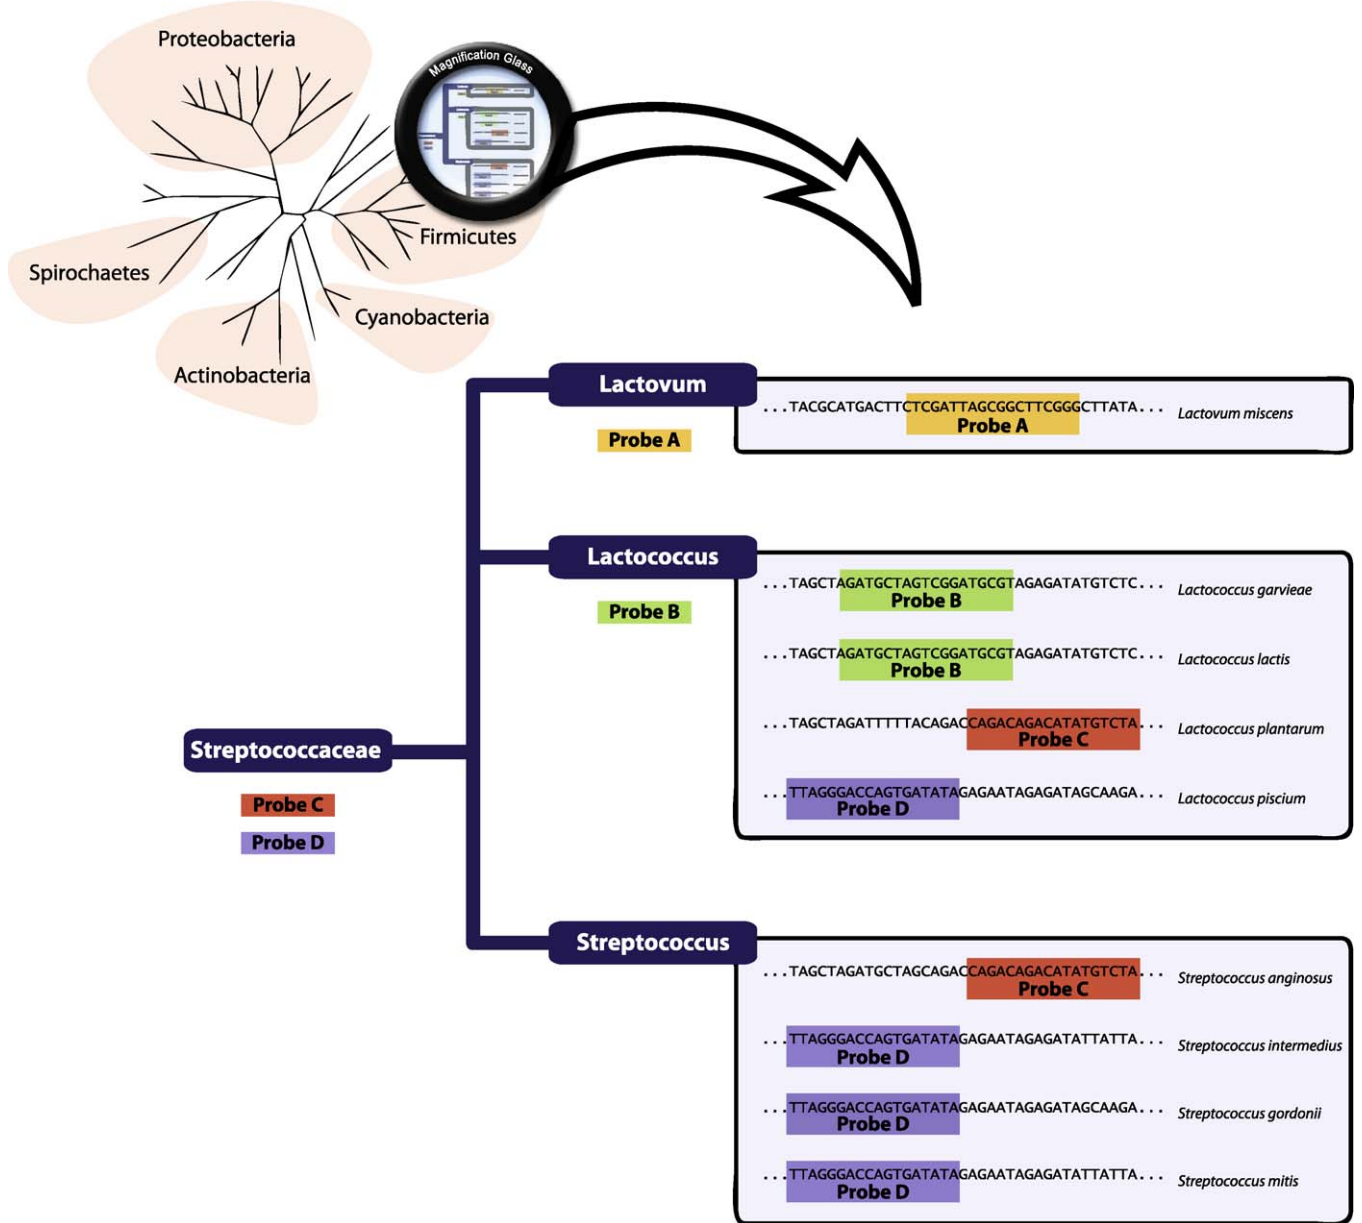 Proteobacteria
Magnification Glass
Firmicutes
Spirochaetes
Cyanobacteria
Actinobacteria
Lactovum
Probe A
...TACGCATGACTTCTCGATTAGCGGCTTCGGGCTTATA... Lactovum miscens
Probe A
Lactococcus
Probe B
...TAGCTAGATGCTAGTCGGATGCGTAGAGATATGTCTC... Lactococcus garvieae
Probe B
...TAGCTAGATGCTAGTCGGATGCGTAGAGATATGTCTC... Lactococcus lactis
Probe B
...TAGCTAGATTTTTACAGACCAGACAGACATATGTCTA... Lactococcus plantarum
Probe C
...TTAGGGACCAGTGATATAGAGAATAGAGATAGCAAGA... Lactococcus piscium
Probe D
Streptococcaceae
Probe C
Probe D
Streptococcus
...TAGCTAGATGCTAGCAGACCAGACAGACATATGTCTA... Streptococcus anginosus
Probe C
...TTAGGGACCAGTGATATAGAGAATAGAGATATTATTA... Streptococcus intermedius
Probe D
...TTAGGGACCAGTGATATAGAGAATAGAGATAGCAAGA... Streptococcus gordonii
Probe D
...TTAGGGACCAGTGATATAGAGAATAGAGATATTATTA... Streptococcus mitis
Probe D